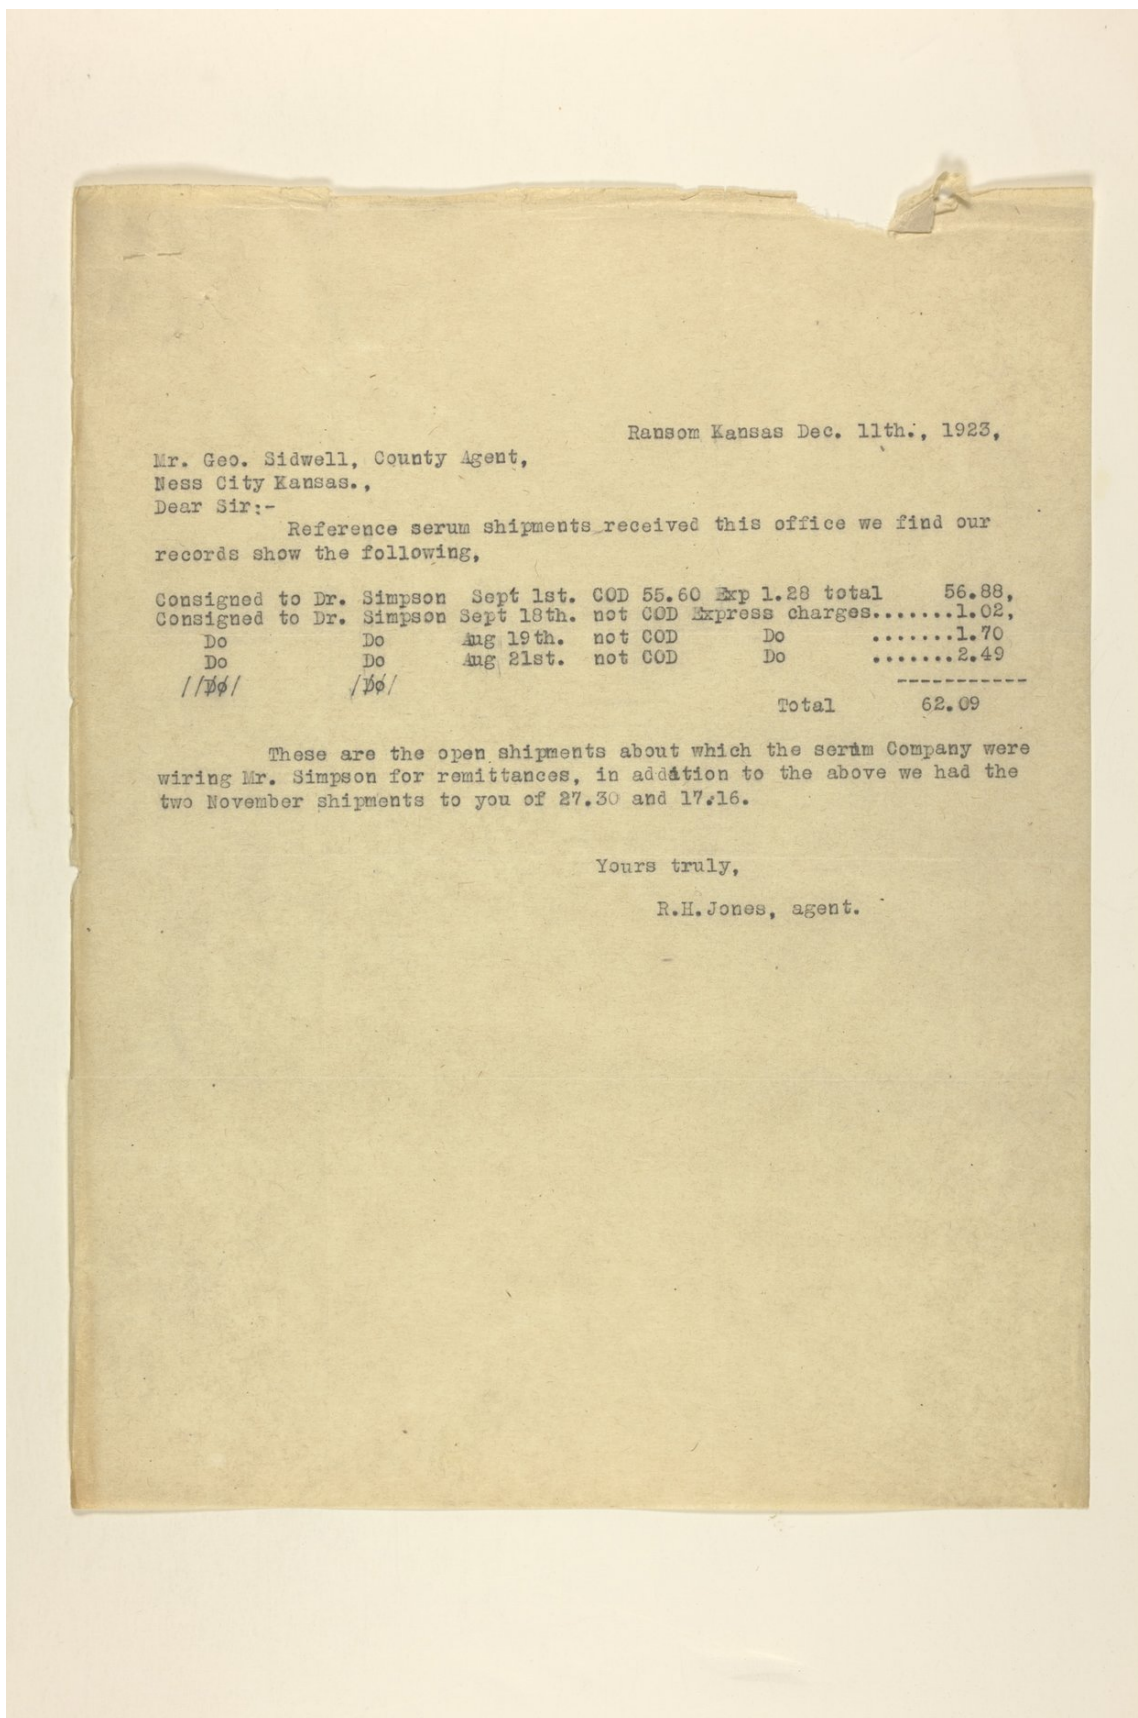 Ransom Kansas Dec. 11th., 1923,
Mr. Geo. Sidwell, County Agent,
Ness City Kansas.,
Dear Sir:-
Reference serum shipments received this office we find our
records show the following,
Consigned to Dr. Simpson Sept 1st. COD 55.60 Exp 1.28 total 56.88,
Consigned to Dr. Simpson Sept 18th. not COD Express charges.......1.02,
Do Do Aug 19th. not COD Do .......1.70
Do Do Aug 21st. not COD Do .......2.49
//Do/ /Do/
-----------
Total 62.09
These are the open shipments about which the serum Company were
wiring Mr. Simpson for remittances, in addition to the above we had the
two November shipments to you of 27.30 and 17.16.
Yours truly,
R.H.Jones, agent.